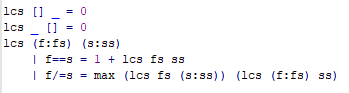 lcs [] _ = 0
lcs _ [] = 0
lcs (f:fs) (s:ss)
    | f==s = 1 + lcs fs ss
    | f/=s = max (lcs fs (s:ss)) (lcs (f:fs) ss)